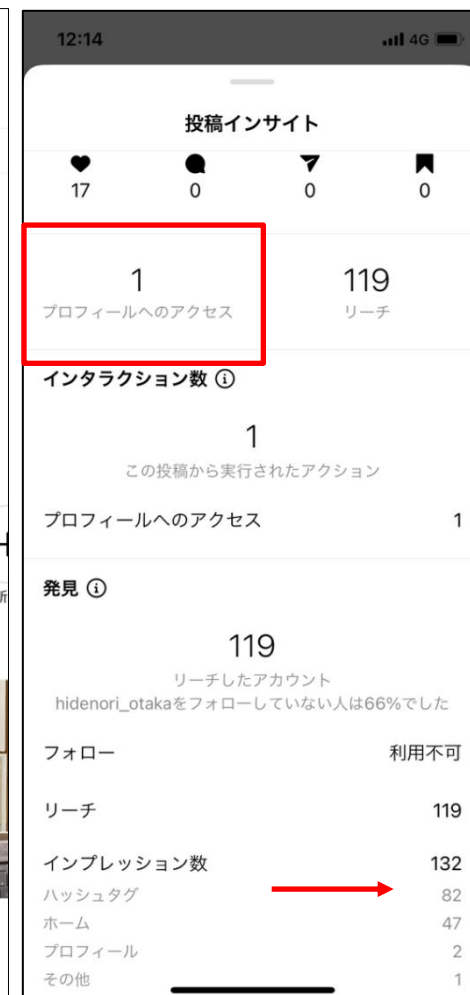 12:14
4G
投稿インサイト
17
0
0
0
1
119
プロフィールへのアクセス
リーチ
インタラクション数
1
この投稿から実行されたアクション
プロフィールへのアクセス
1
発見
119
リーチしたアカウント
hidenori_otakaをフォローしていない人は66%でした
フォロー
利用不可
リーチ
119
インプレッション数
132
ハッシュタグ
82
ホーム
47
プロフィール
2
その他
1